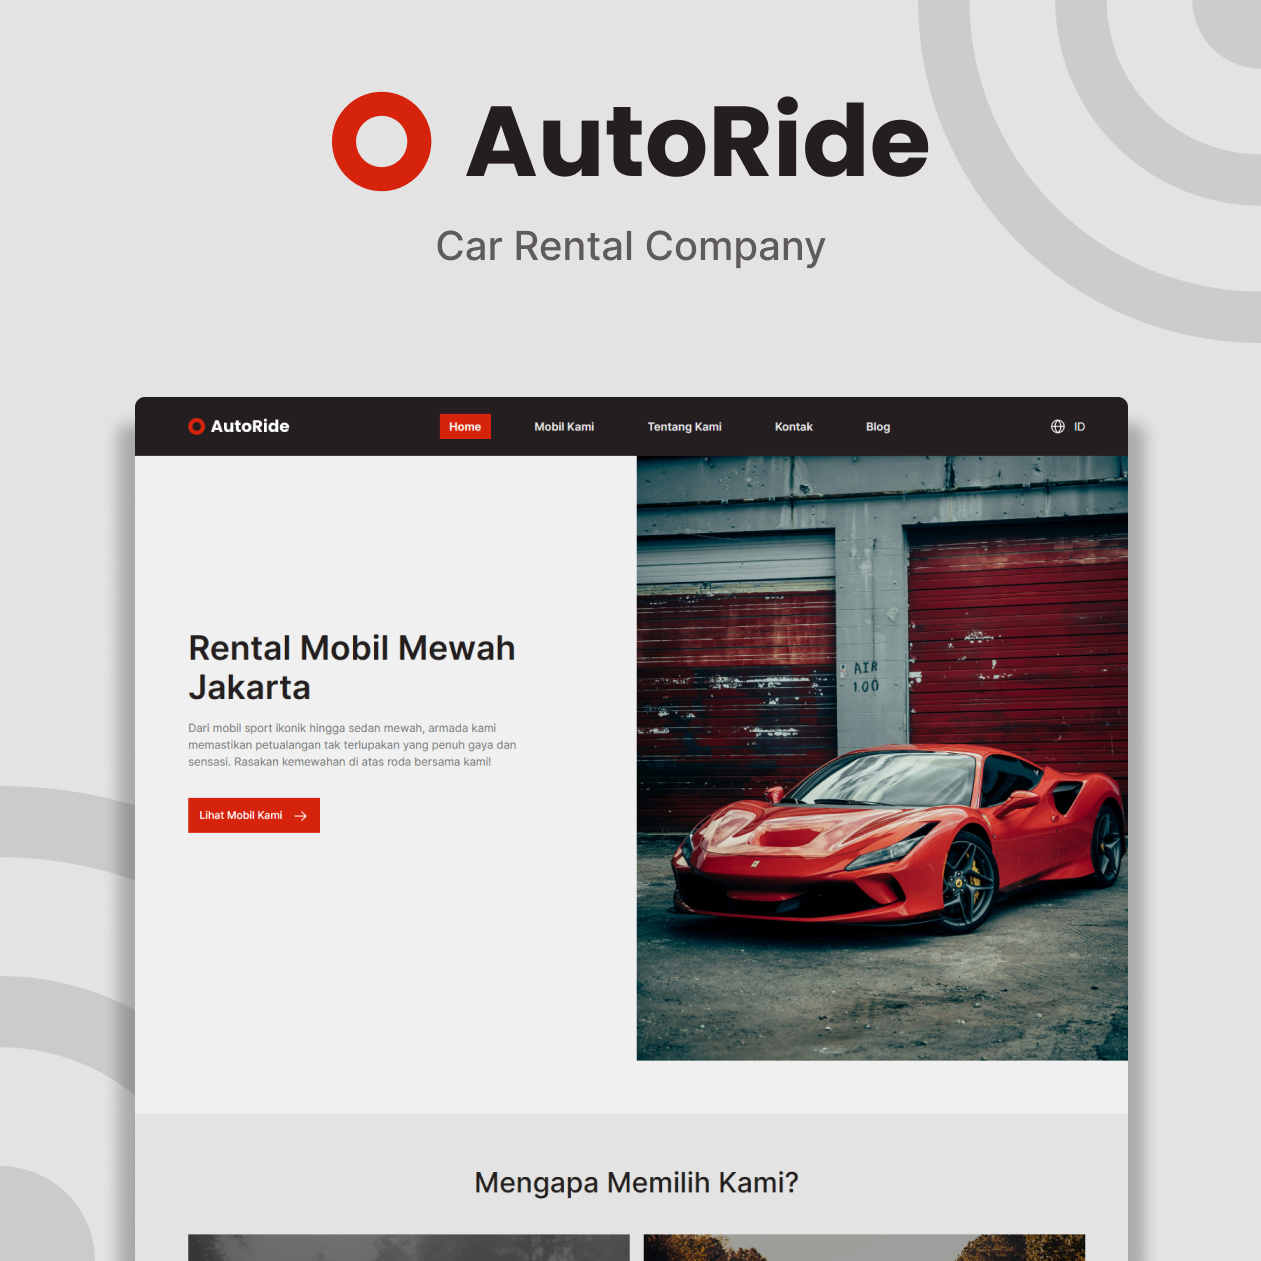 AutoRide
Car Rental Company
AutoRide
Home
Mobil Kami
Tentang Kami
Kontak
Blog
ID
Rental Mobil Mewah
Jakarta
Dari mobil sport ikonik hingga sedan mewah, armada kami
memastikan petualangan tak terlupakan yang penuh gaya dan
sensasi. Rasakan kemewahan di atas roda bersama kami!
Lihat Mobil Kami
AIR
100
Mengapa Memilih Kami?